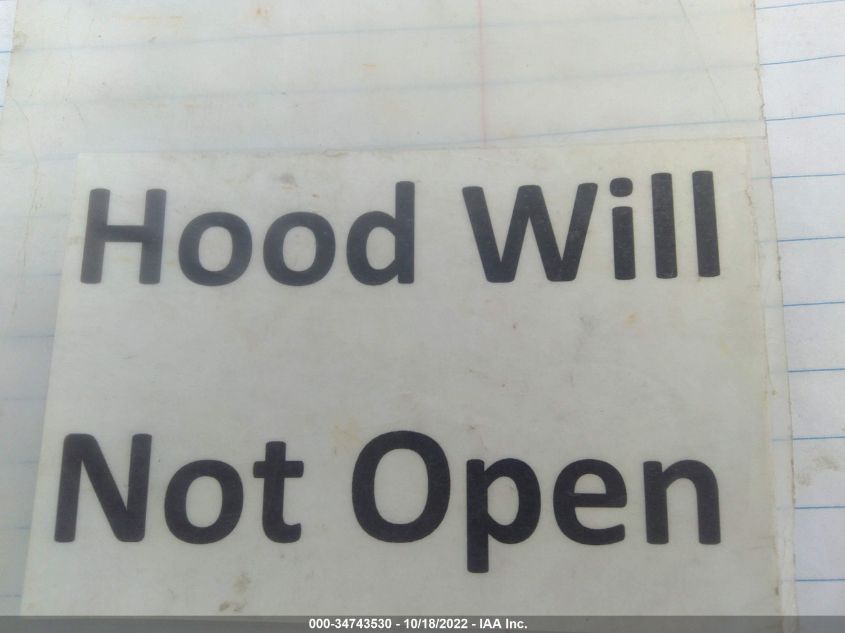 Hood Will
Not Open
000-34743530 - 10/18/2022 - IAA Inc.